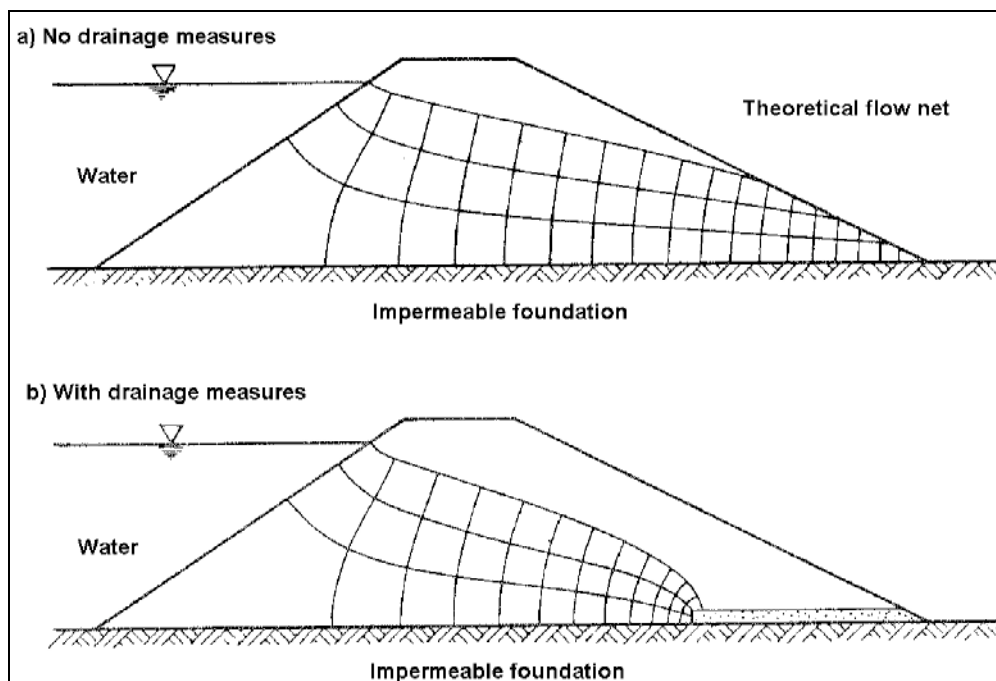 a) No drainage measures
Theoretical flow net
Water
Impermeable foundation
b) With drainage measures
Water
Impermeable foundation